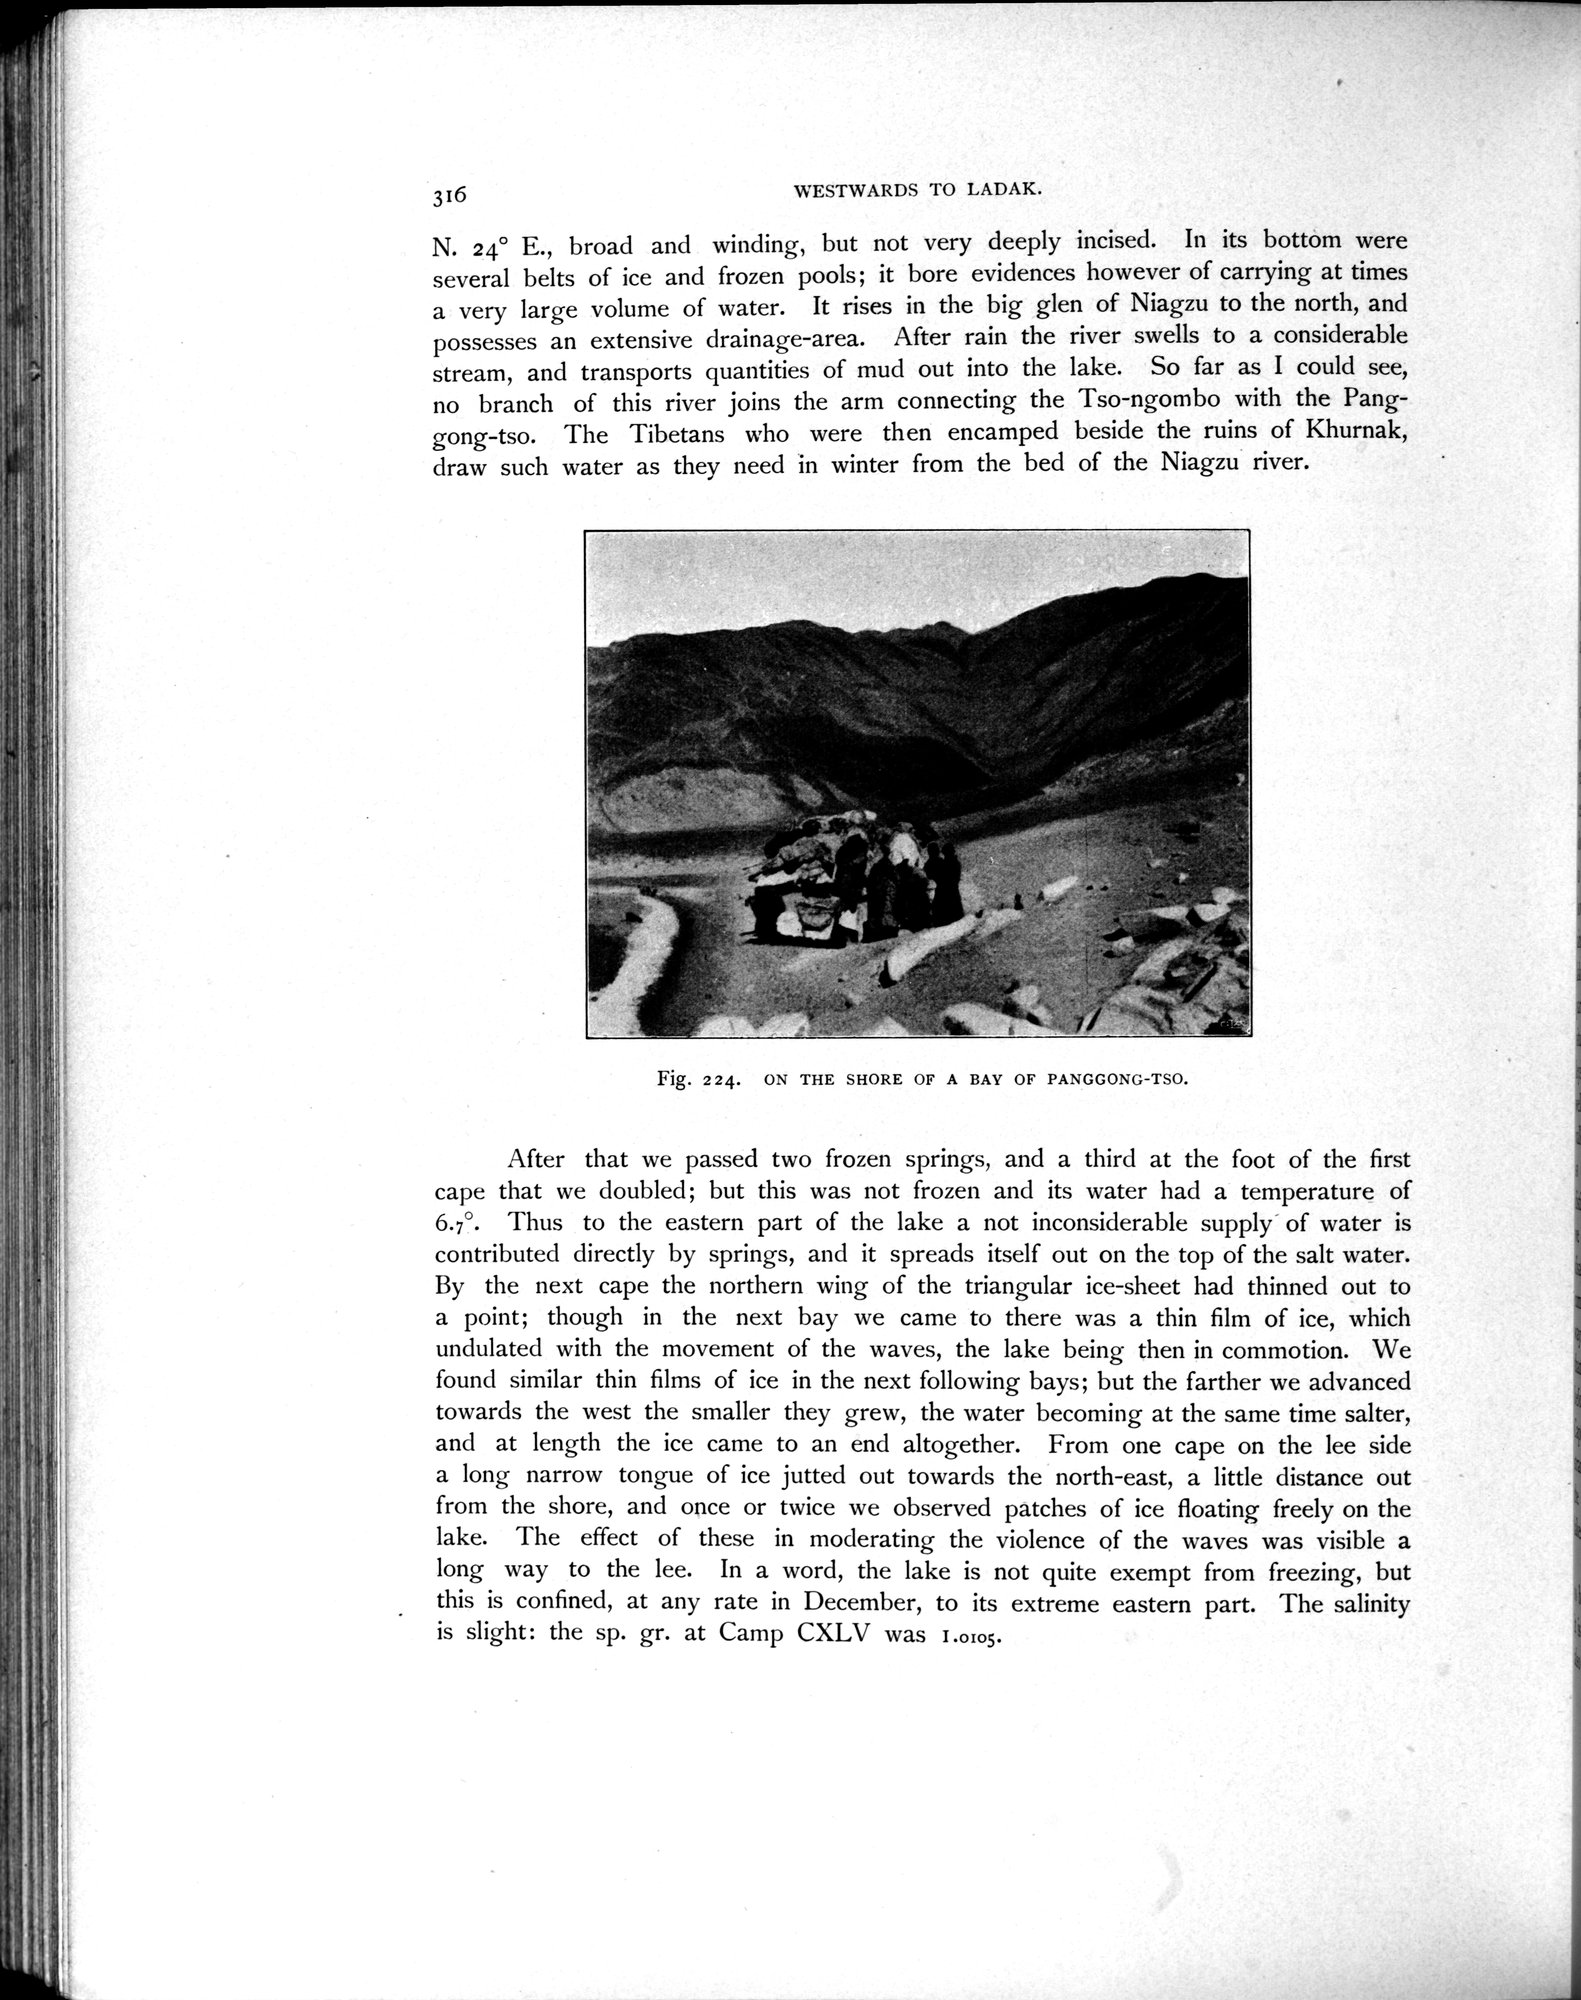 316
WESTWARDS TO LADAK.
N. 24° E., broad and winding, but not very deeply incised. In its bottom were
several belts of ice and frozen pools; it bore evidences however of carrying at times
a very large volume of water. It rises in the big glen of Niagzu to the north, and
possesses an extensive drainage-area. After rain the river swells to a considerable
stream, and transports quantities of mud out into the lake. So far as I could see,
no branch of this river joins the arm connecting the Tso-ngombo with the Pang-
gong-tso. The Tibetans who were then encamped beside the ruins of Khurnak,
draw such water as they need in winter from the bed of the Niagzu river.
Fig. 224. ON THE SHORE OF A BAY OF PANGGONG-TSO.
After that we passed two frozen springs, and a third at the foot of the first
cape that we doubled; but this was not frozen and its water had a temperature of
6.7°. Thus to the eastern part of the lake a not inconsiderable supply of water is
contributed directly by springs, and it spreads itself out on the top of the salt water.
By the next cape the northern wing of the triangular ice-sheet had thinned out to
a point; though in the next bay we came to there was a thin film of ice, which
undulated with the movement of the waves, the lake being then in commotion. We
found similar thin films of ice in the next following bays; but the farther we advanced
towards the west the smaller they grew, the water becoming at the same time salter,
and at length the ice came to an end altogether. From one cape on the lee side
a long narrow tongue of ice jutted out towards the north-east, a little distance out
from the shore, and once or twice we observed patches of ice floating freely on the
lake. The effect of these in moderating the violence of the waves was visible a
long way to the lee. In a word, the lake is not quite exempt from freezing, but
this is confined, at any rate in December, to its extreme eastern part. The salinity
is slight: the sp. gr. at Camp CXLV was 1.0105.